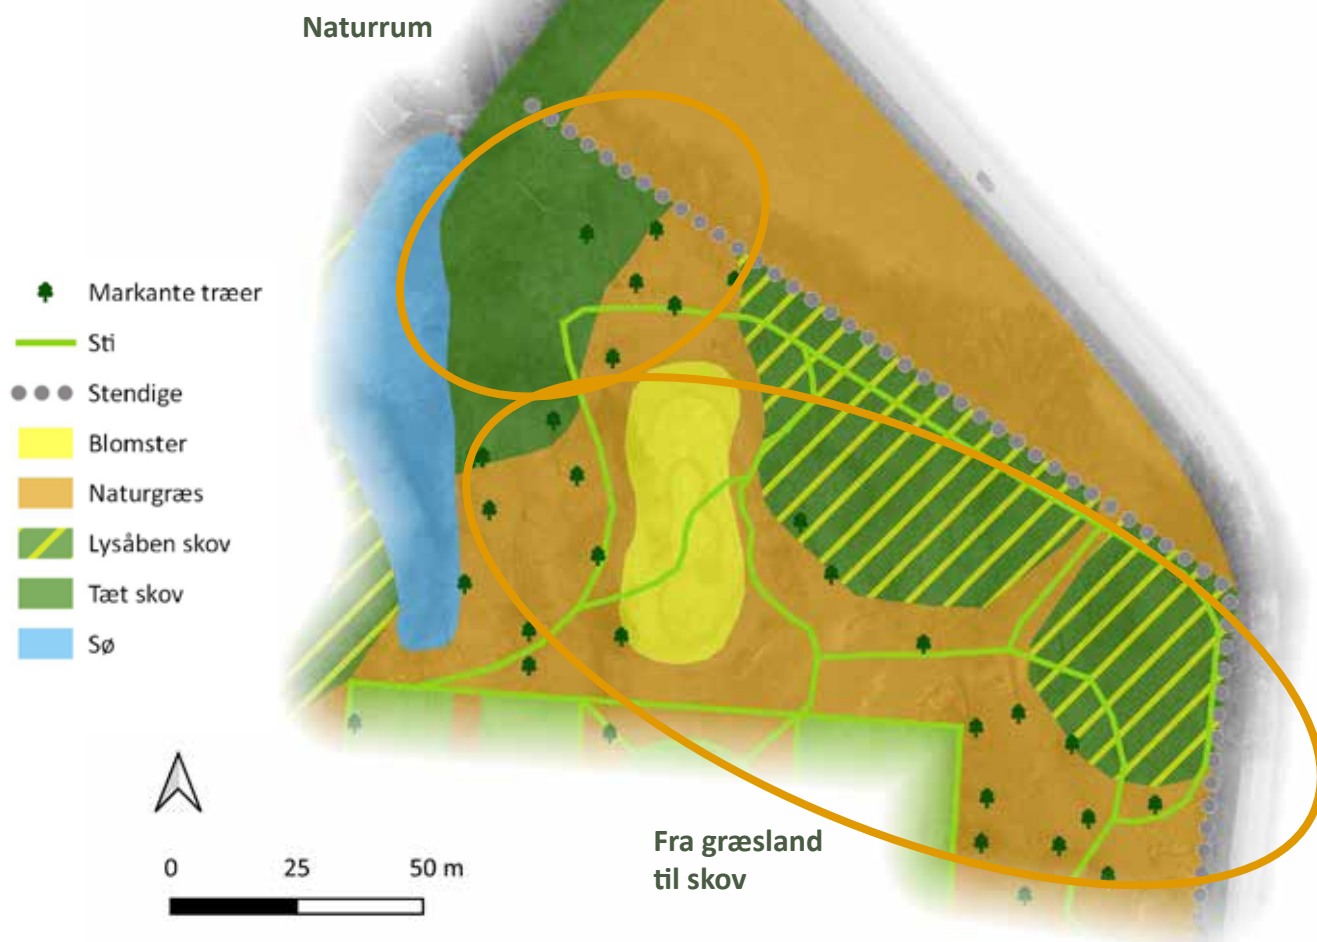 Naturrum
Markante træer
Sti
Stendige
Blomster
Naturgræs
Lysåben skov
Tæt skov
Sø
0 25 50 m
Fra græsland
til skov